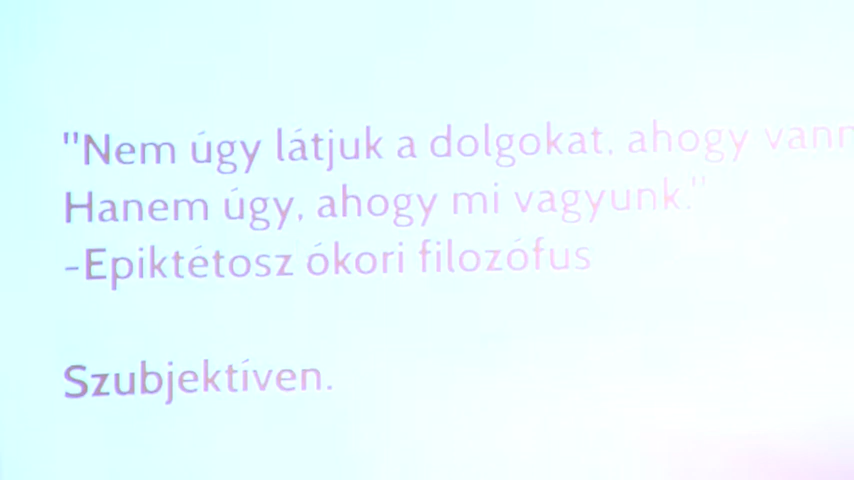 "Nem úgy látjuk a dolgokat, ahogy
Hanem úgy, ahogy mi vagyunk."
-Epiktétosz ókori filozófus
Szubjektíven.